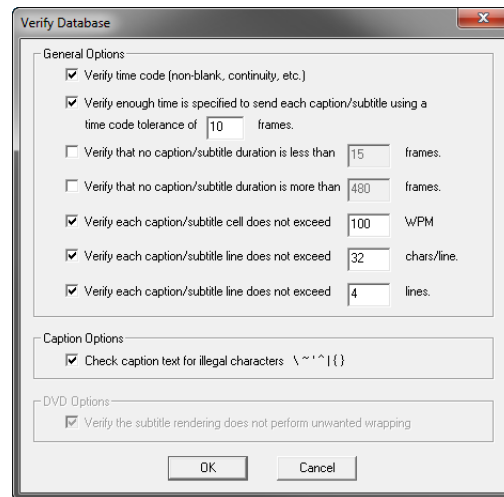 Verify Database
General Options
Verify time code (non-blank, continuity, etc.)
Verify enough time is specified to send each caption/subtitle using a
time code tolerance of 10 frames.
Verify that no caption/subtitle duration is less than 15 frames.
Verify that no caption/subtitle duration is more than 480 frames.
Verify each caption/subtitle cell does not exceed 100 WPM
Verify each caption/subtitle line does not exceed 32 chars/line.
Verify each caption/subtitle line does not exceed 4 lines.
Caption Options
Check caption text for illegal characters \ ~ ' ^ | { }
DVD Options
Verify the subtitle rendering does not perform unwanted wrapping
OK Cancel